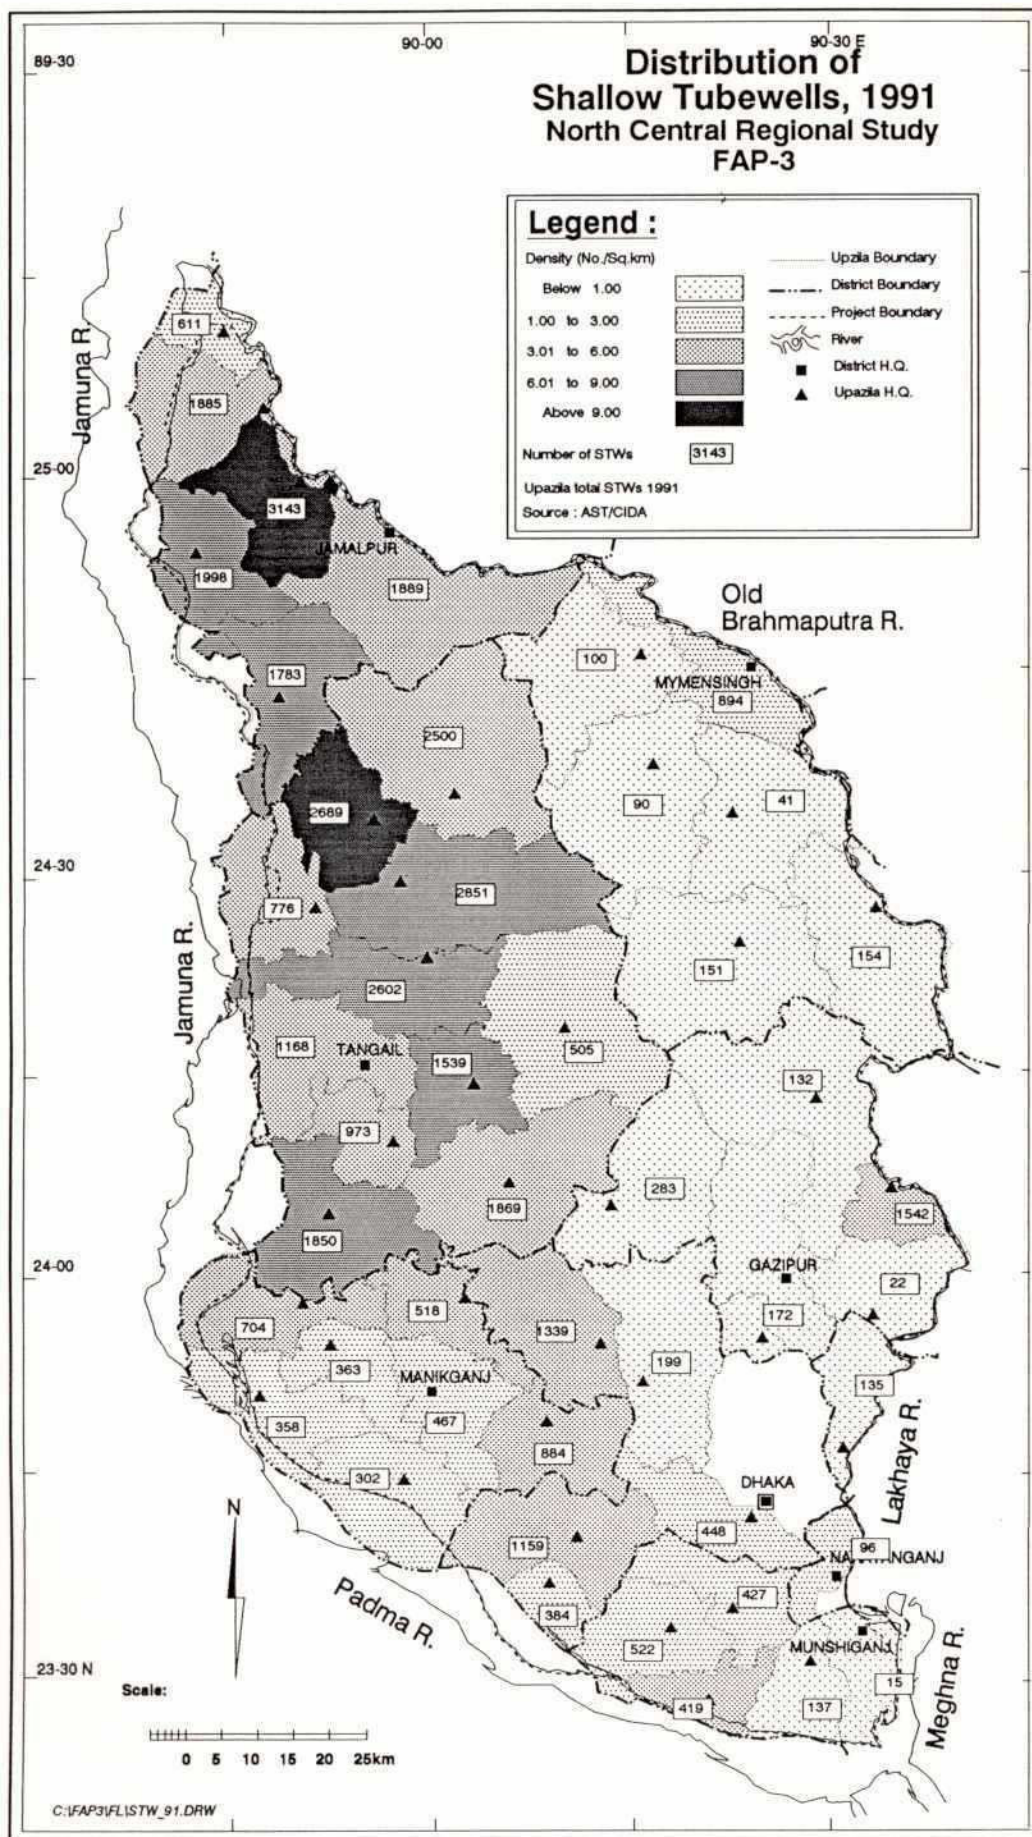 90-00
90-30 E
89-30
Distribution of
Shallow Tubewells, 1991
North Central Regional Study
FAP-3
Legend :
Density (No./Sq.km)
Below 1.00
1.00 to 3.00
3.01 to 6.00
6.01 to 9.00
Above 9.00
Number of STWs 3143
Upazila total STWs 1991
Source : AST/CIDA
Upzila Boundary
District Boundary
Project Boundary
River
District H.Q.
Upazila H.Q.
Jamuna R.
611
1885
25-00
3143
JAMALPUR
1998
1889
Old
Brahmaputra R.
100
MYMENSINGH
894
1783
2500
2689
90
41
24-30
776
2851
151
154
Jamuna R.
2602
1168
TANGAIL
1539
505
132
973
283
1869
1542
1850
24-00
GAZIPUR
22
518
704
1339
172
363
199
MANIKGANJ
135
358
467
884
Lakhaya R.
302
DHAKA
N
448
1159
96
NARAYANGANJ
Padma R.
384
427
522
MUNSHIGANJ
23-30 N
15
Meghna R.
419
137
Scale:
0 5 10 15 20 25km
C:\FAP3\FL\STW_91.DRW